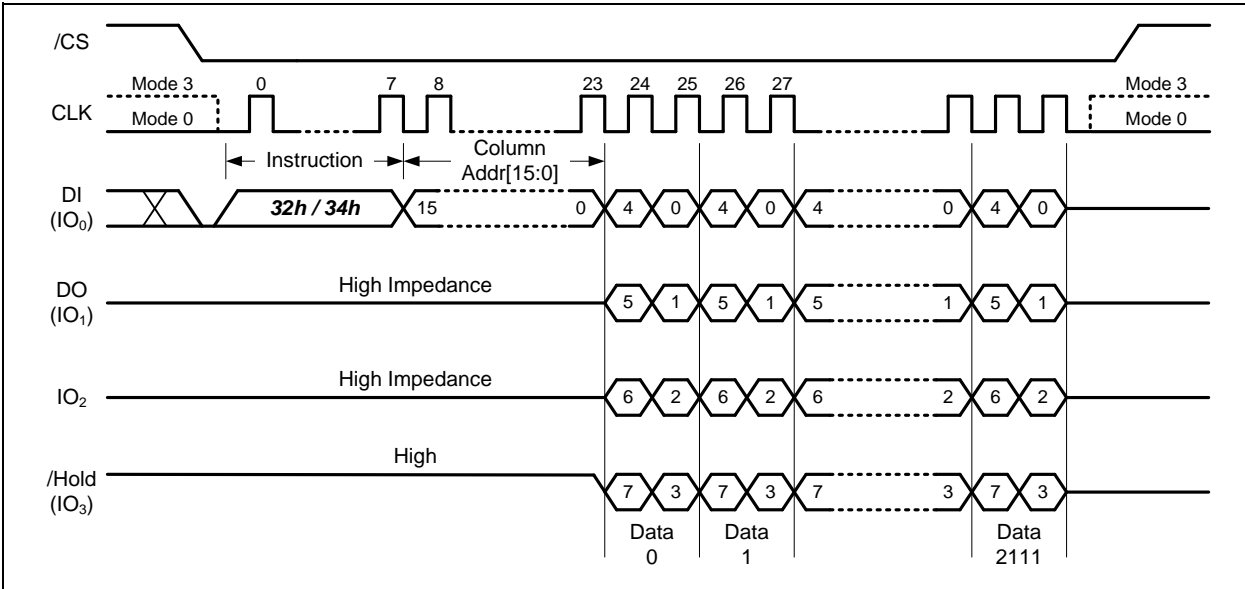 /CS
Mode 3 0 7 8 23 24 25 26 27 Mode 3
CLK
Mode 0 Mode 0
Instruction Column
Addr[15:0]
DI
(IO0)
32h / 34h 15 0 4 0 4 0 4 0 4 0
High Impedance
DO
(IO1)
5 1 5 1 5 1 5 1
High Impedance
IO2 6 2 6 2 6 2 6 2
High
/Hold
(IO3)
7 3 7 3 7 3 7 3
Data Data Data
0 1 2111